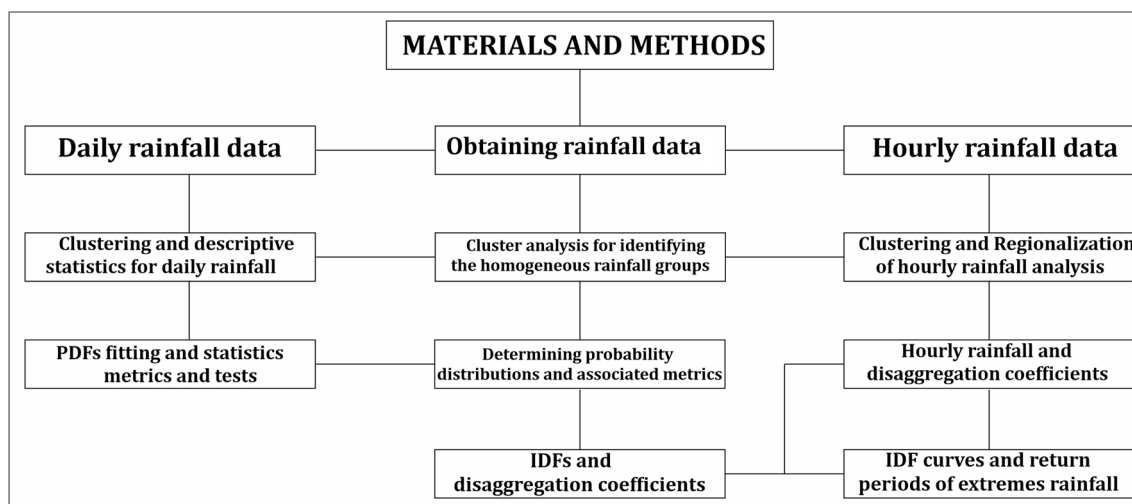 MATERIALS AND METHODS
Daily rainfall data
Obtaining rainfall data
Hourly rainfall data
Clustering and descriptive
statistics for daily rainfall
Cluster analysis for identifying
the homogeneous rainfall groups
Clustering and Regionalization
of hourly rainfall analysis
PDFs fitting and statistics
metrics and tests
Determining probability
distributions and associated metrics
Hourly rainfall and
disaggregation coefficients
IDFs and
disaggregation coefficients
IDF curves and return
periods of extremes rainfall